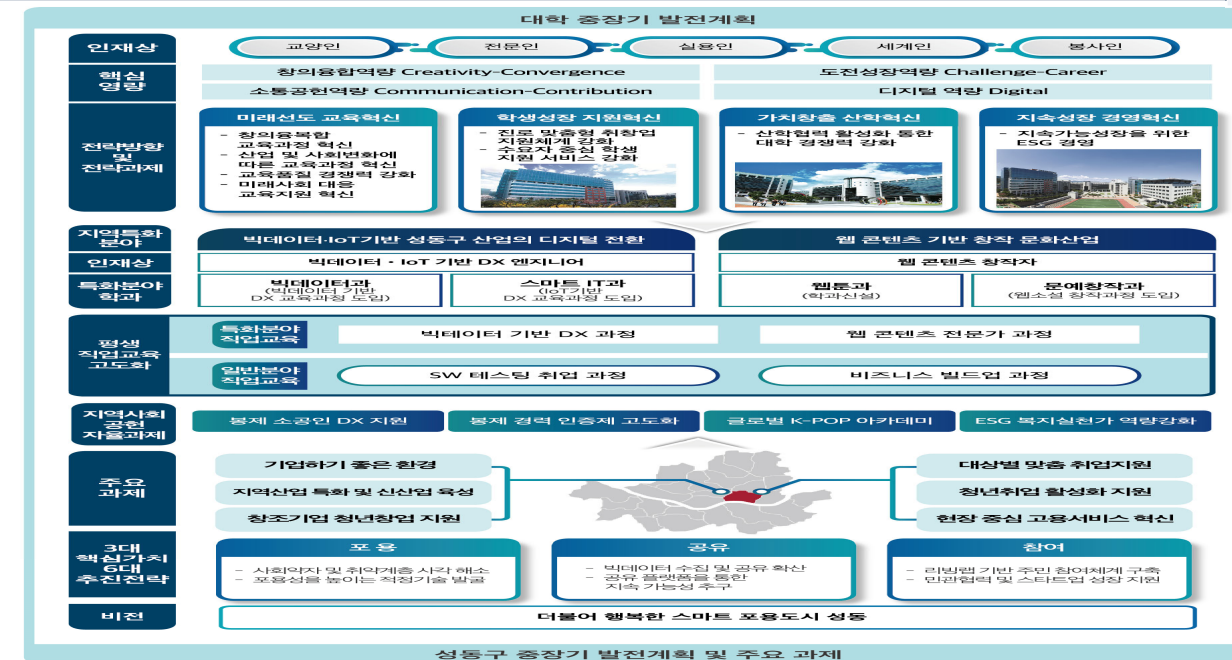 대학 중장기 발전계획
인재상
교양인
전문인
실용인
세계인
봉사인
핵심
영량
창의융합역량 Creativity-Convergence
도전성장역량 Challenge-Career
소통공헌역량 Communication-Contribution
디지털 역량 Digital
전략방향
및
전략과제
미래선도 교육혁신
- 창의융복합
교육과정 혁신
- 산업 및 사회변화에
따른 교육과정 혁신
- 교육품질 경쟁력 강화
- 미래사회 대응
교육지원 혁신
학생성장 지원혁신
- 진로 맞춤형 취창업
지원체계 강화
- 수요자 중심 학생
지원 서비스 강화
가치창출 산학혁신
- 산학협력 활성화 통한
대학 경쟁력 강화
지속성장 경영혁신
- 지속가능성장을 위한
ESG 경영
지역특화
분야
빅데이터·IoT기반 성동구 산업의 디지털 전환
웹 콘텐츠 기반 창작 문화산업
인재상
빅데이터 · IoT 기반 DX 엔지니어
웹 콘텐츠 창작자
특화분야
학과
빅데이터과
(빅데이터 기반
DX 교육과정 도입)
스마트 IT과
(IoT기반
DX 교육과정 도입)
웹툰과
(학과신설)
문예창작과
(웹소설 창작과정 도입)
평생
직업교육
고도화
특화분야
직업교육
빅테이터 기반 DX 과정
웹 콘텐츠 전문가 과정
일반분야
직업교육
SW 테스팅 취업 과정
비즈니스 빌드업 과정
지역사회
공헌
자율과제
봉제 소공인 DX 지원
봉제 경력 인증제 고도화
글로벌 K-POP 아카데미
ESG 복지실천가 역량강화
주요
과제
기업하기 좋은 환경
지역산업 특화 및 신산업 육성
창조기업 청년창업 지원
대상별 맞춤 취업지원
청년취업 활성화 지원
현장 중심 고용서비스 혁신
3대
핵심가치
6대
추진전략
포 용
- 사회약자 및 취약계층 사각 해소
- 포용성을 높이는 적정기술 발굴
공유
- 빅데이터 수집 및 공유 확산
- 공유 플랫폼을 통한
지속 가능성 추구
참여
- 리빙랩 기반 주민 참여체계 구축
- 민관협력 및 스타트업 성장 지원
비전
더불어 행복한 스마트 포용도시 성동
성동구 중장기 발전계획 및 주요 과제